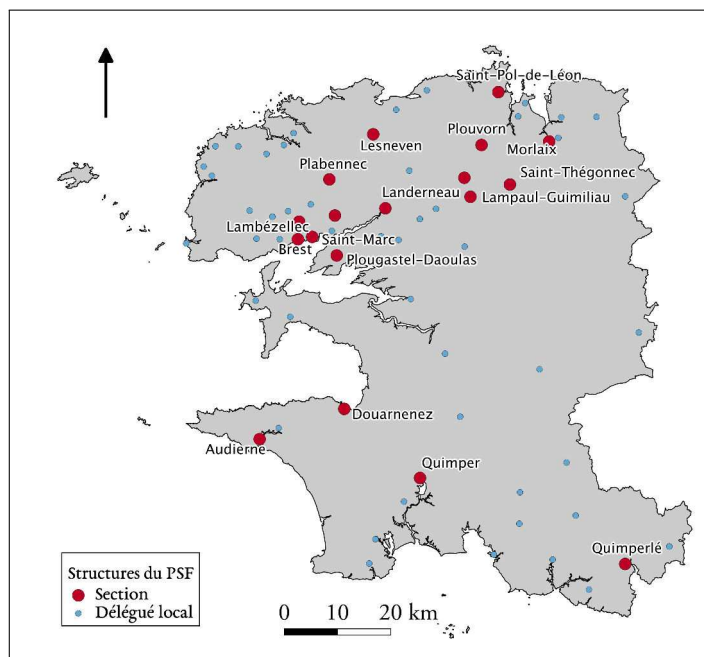 Saint-Pol-de-Léon
Plouvorn
Lesneven
Morlaix
Plabennec
Saint-Thégonnec
Landerneau
Lampaul-Guimiliau
Lambézellec
Saint-Marc
Brest
Plougastel-Daoulas
Douarnenez
Audierne
Quimper
Quimperlé
Structures du PSF
Section
Délégué local
0 10 20 km